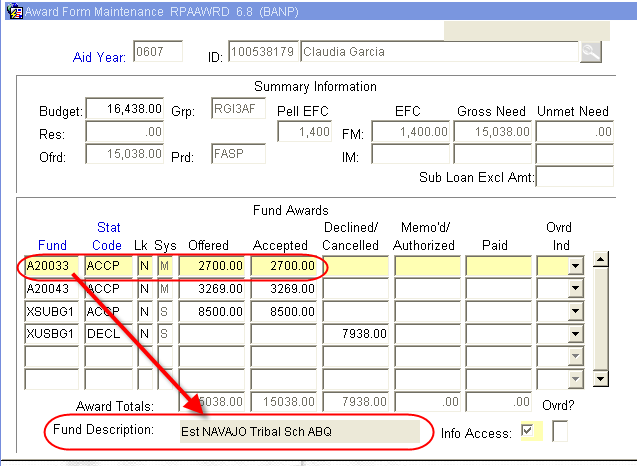 Award Form Maintenance RPAAWRD 6.8 (BANP)
Aid Year: 0607 ID: 100538179 Claudia Garcia
Summary Information
Budget: 16,438.00 Grp: RGI3AF Pell EFC EFC Gross Need Unmet Need
Res: .00 1,400 FM: 1,400.00 15,038.00 .00
Ofrd: 15,038.00 Prd: FASP IM:
Sub Loan Excl Amt:
Fund Awards
Stat Declined/ Memo'd/ Ovrd
Fund Code Lk Sys Offered Accepted Cancelled Authorized Paid Ind
A20033 ACCP N M 2700.00 2700.00
A20043 ACCP N M 3269.00 3269.00
XSUBG1 ACCP N S 8500.00 8500.00
XUSBG1 DECL N S 7938.00
Award Totals: 15038.00 15038.00 7938.00 .00 .00 Ovrd?
Fund Description: Est NAVAJO Tribal Sch ABQ Info Access: